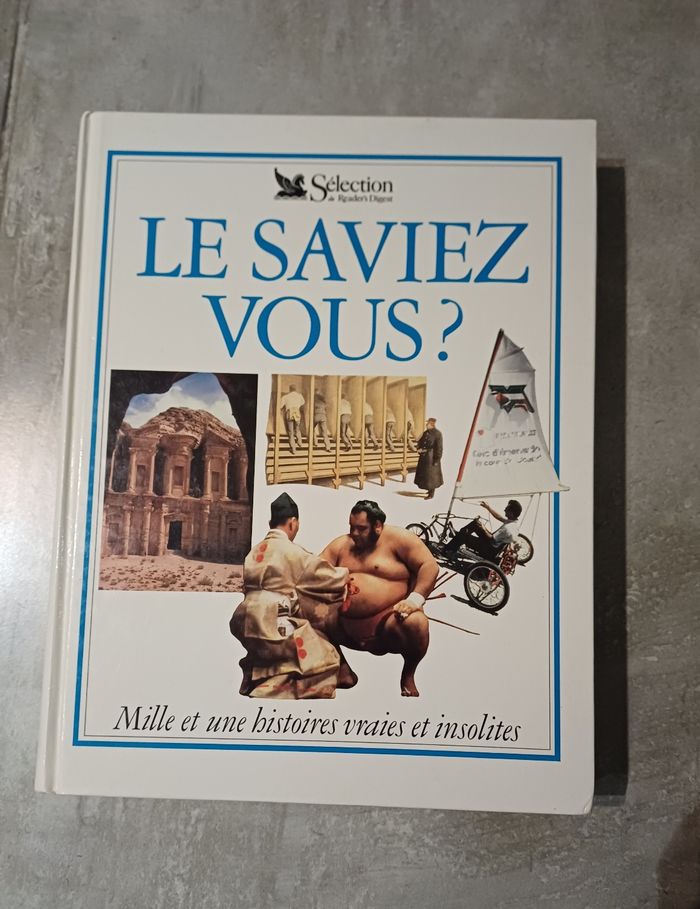 Sélection
du Reader's Digest
LE SAVIEZ
VOUS?
Mille et une histoires vraies et insolites